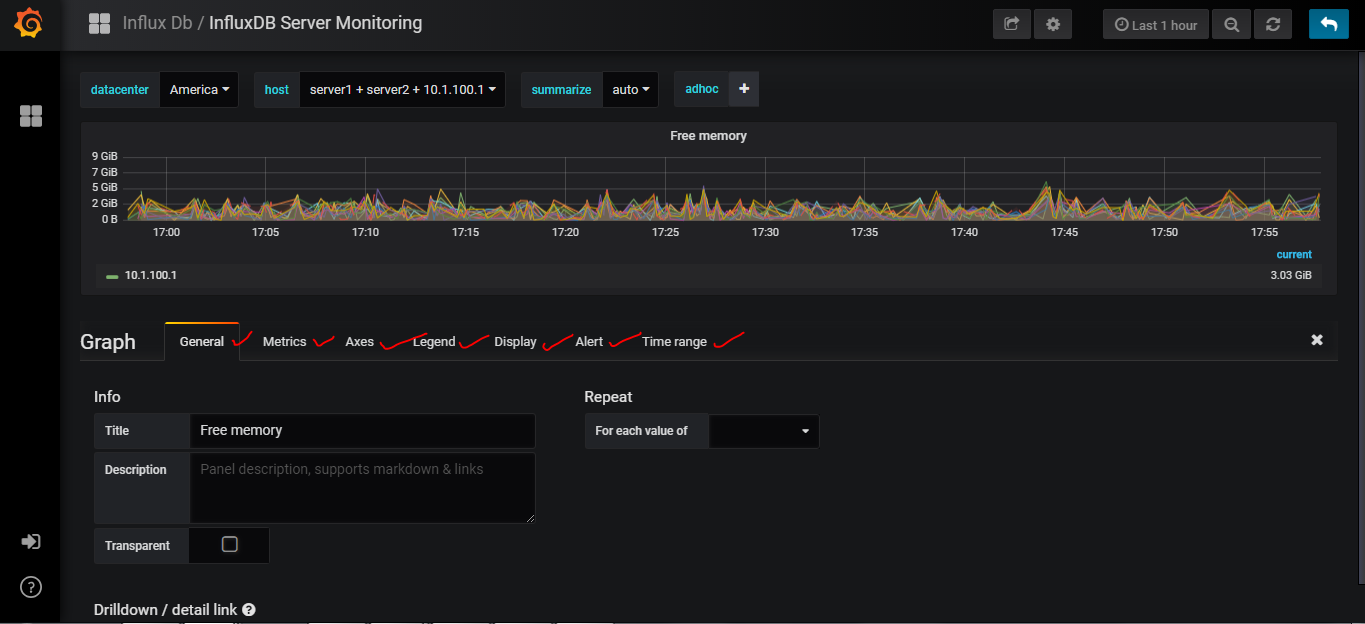 Influx Db / InfluxDB Server Monitoring
Last 1 hour
datacenter America host server1 + server2 + 10.1.100.1 summarize auto adhoc +
Free memory
9 GiB
7 GiB
5 GiB
2 GiB
0 B
17:00 17:05 17:10 17:15 17:20 17:25 17:30 17:35 17:40 17:45 17:50 17:55
current
10.1.100.1 3.03 GiB
Graph General Metrics Axes Legend Display Alert Time range
Info Repeat
Title Free memory For each value of
Description Panel description, supports markdown & links
Transparent
Drilldown / detail link ?